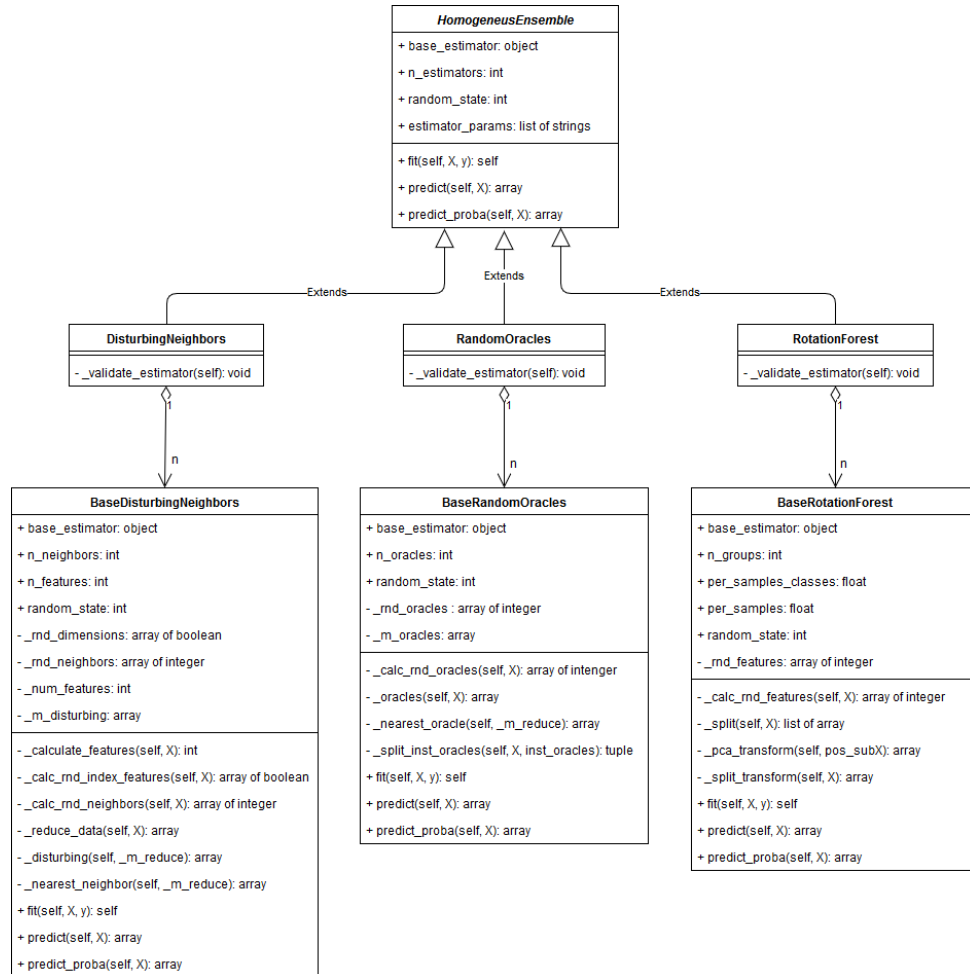 HomogeneusEnsemble
+ base_estimator: object
+ n_estimators: int
+ random_state: int
+ estimator_params: list of strings
+ fit(self, X, y): self
+ predict(self, X): array
+ predict_proba(self, X): array
Extends
Extends
Extends
DisturbingNeighbors
- _validate_estimator(self): void
RandomOracles
- _validate_estimator(self): void
RotationForest
- _validate_estimator(self): void
1
1
1
n
n
n
BaseDisturbingNeighbors
+ base_estimator: object
+ n_neighbors: int
+ n_features: int
+ random_state: int
- _rnd_dimensions: array of boolean
- _rnd_neighbors: array of integer
- _num_features: int
- _m_disturbing: array
- _calculate_features(self, X): int
- _calc_rnd_index_features(self, X): array of boolean
- _calc_rnd_neighbors(self, X): array of integer
- _reduce_data(self, X): array
- _disturbing(self, _m_reduce): array
- _nearest_neighbor(self, _m_reduce): array
+ fit(self, X, y): self
+ predict(self, X): array
+ predict_proba(self, X): array
BaseRandomOracles
+ base_estimator: object
+ n_oracles: int
+ random_state: int
- _rnd_oracles : array of integer
- _m_oracles: array
- _calc_rnd_oracles(self, X): array of intenger
- _oracles(self, X): array
- _nearest_oracle(self, _m_reduce): array
- _split_inst_oracles(self, X, inst_oracles): tuple
+ fit(self, X, y): self
+ predict(self, X): array
+ predict_proba(self, X): array
BaseRotationForest
+ base_estimator: object
+ n_groups: int
+ per_samples_classes: float
+ per_samples: float
+ random_state: int
- _rnd_features: array of integer
- _calc_rnd_features(self, X): array of integer
- _split(self, X): list of array
- _pca_transform(self, pos_subX): array
- _split_transform(self, X): array
+ fit(self, X, y): self
+ predict(self, X): array
+ predict_proba(self, X): array